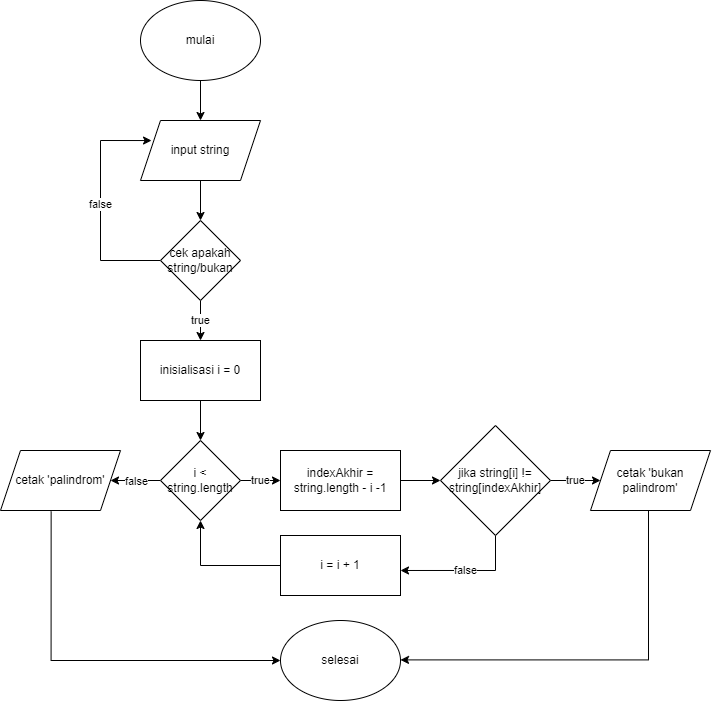 mulai
input string
false
cek apakah
string/bukan
true
inisialisasi i = 0
cetak 'palindrom'
false
i <
string.length
true
indexAkhir =
string.length - i -1
jika string[i] !=
string[indexAkhir]
true
cetak 'bukan
palindrom'
i = i + 1
false
selesai